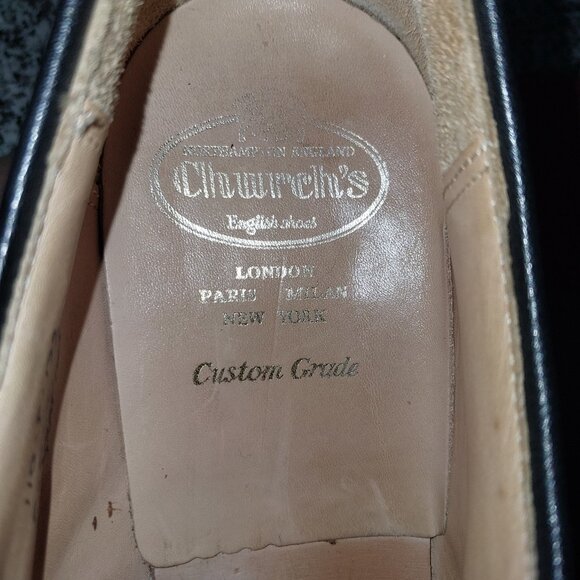 NORTHAMPTON ENGLAND
Church's
English shoes
LONDON
PARIS MILAN
NEW YORK
Custom Grade